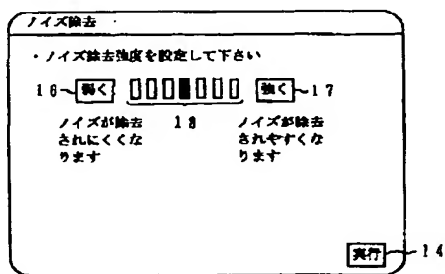 ノイズ除去
・ノイズ除去強度を設定して下さい
16 弱く 強く 17
ノイズが除去 18 ノイズが除去
されにくくな されやすくな
ります ります
実行 14